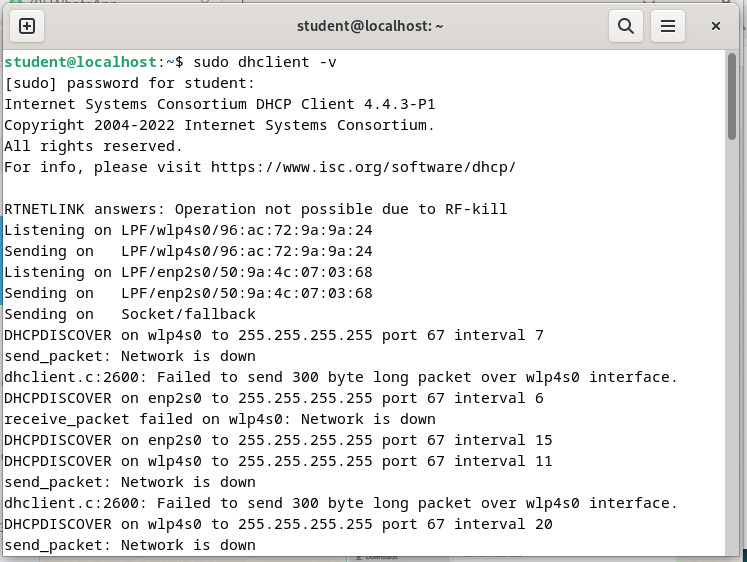 WhatsApp
student@localhost: ~
student@localhost:~$ sudo dhclient -v
[sudo] password for student:
Internet Systems Consortium DHCP Client 4.4.3-P1
Copyright 2004-2022 Internet Systems Consortium.
All rights reserved.
For info, please visit https://www.isc.org/software/dhcp/
RTNETLINK answers: Operation not possible due to RF-kill
Listening on LPF/wlp4s0/96:ac:72:9a:9a:24
Sending on   LPF/wlp4s0/96:ac:72:9a:9a:24
Listening on LPF/enp2s0/50:9a:4c:07:03:68
Sending on   LPF/enp2s0/50:9a:4c:07:03:68
Sending on   Socket/fallback
DHCPDISCOVER on wlp4s0 to 255.255.255.255 port 67 interval 7
send_packet: Network is down
dhclient.c:2600: Failed to send 300 byte long packet over wlp4s0 interface.
DHCPDISCOVER on enp2s0 to 255.255.255.255 port 67 interval 6
receive_packet failed on wlp4s0: Network is down
DHCPDISCOVER on enp2s0 to 255.255.255.255 port 67 interval 15
DHCPDISCOVER on wlp4s0 to 255.255.255.255 port 67 interval 11
send_packet: Network is down
dhclient.c:2600: Failed to send 300 byte long packet over wlp4s0 interface.
DHCPDISCOVER on wlp4s0 to 255.255.255.255 port 67 interval 20
send_packet: Network is down
Downloads